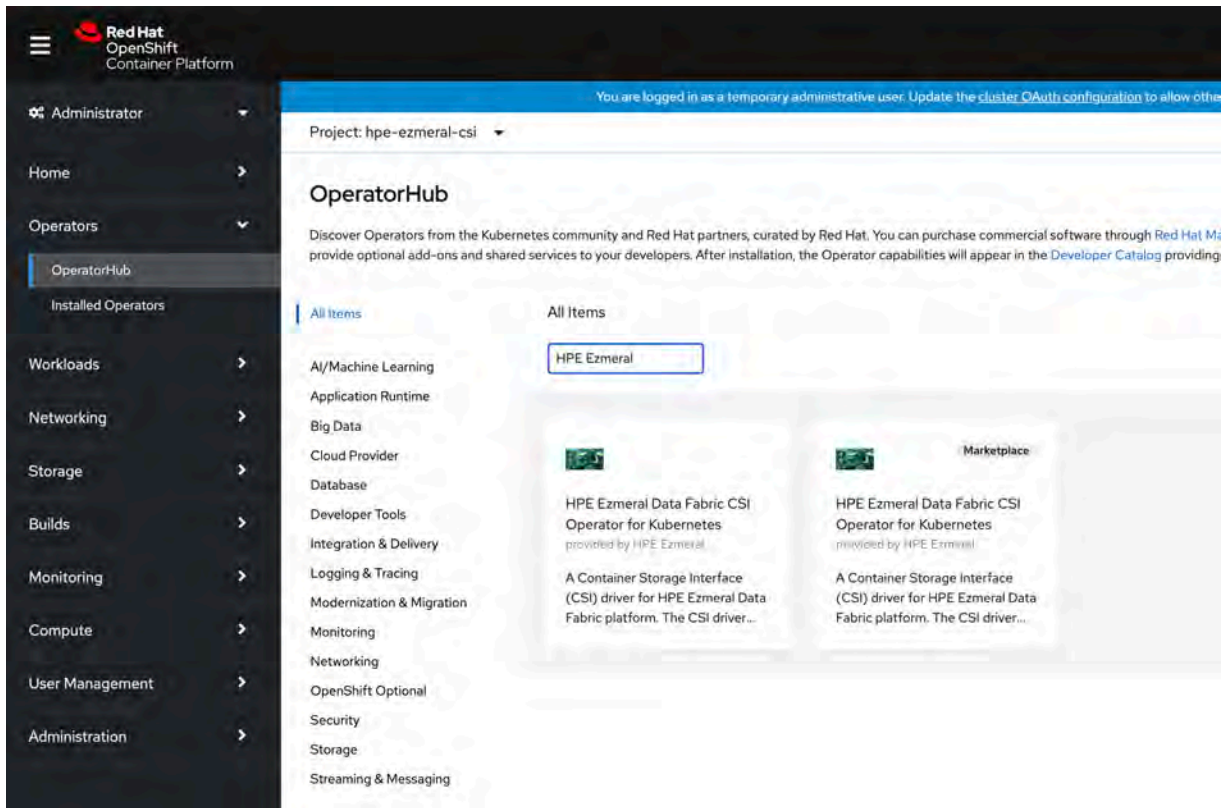 Red Hat
OpenShift
Container Platform
Administrator
Home
Operators
OperatorHub
Installed Operators
Workloads
Networking
Storage
Builds
Monitoring
Compute
User Management
Administration
You are logged in as a temporary administrative user. Update the cluster OAuth configuration to allow othe
Project: hpe-ezmeral-csi
OperatorHub
Discover Operators from the Kubernetes community and Red Hat partners, curated by Red Hat. You can purchase commercial software through Red Hat Ma
provide optional add-ons and shared services to your developers. After installation, the Operator capabilities will appear in the Developer Catalog providing
All Items
AI/Machine Learning
Application Runtime
Big Data
Cloud Provider
Database
Developer Tools
Integration & Delivery
Logging & Tracing
Modernization & Migration
Monitoring
Networking
OpenShift Optional
Security
Storage
Streaming & Messaging
All Items
HPE Ezmeral
HPE Ezmeral Data Fabric CSI
Operator for Kubernetes
provided by HPE Ezmeral
A Container Storage Interface
(CSI) driver for HPE Ezmeral Data
Fabric platform. The CSI driver...
Marketplace
HPE Ezmeral Data Fabric CSI
Operator for Kubernetes
provided by HPE Ezmeral
A Container Storage Interface
(CSI) driver for HPE Ezmeral Data
Fabric platform. The CSI driver...